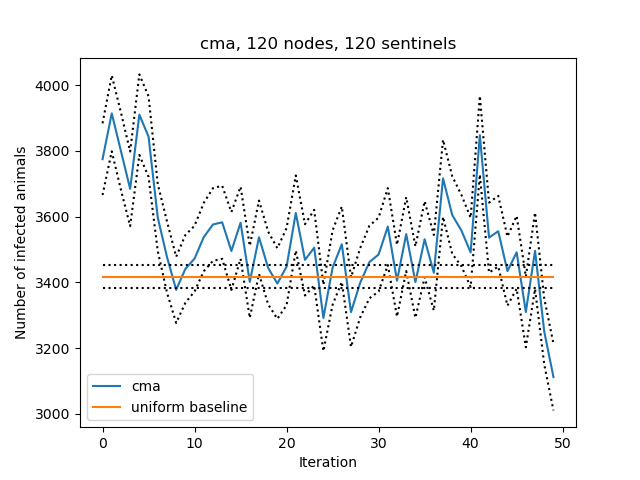 cma, 120 nodes, 120 sentinels
Number of infected animals
4000
3800
3600
3400
3200
3000
cma
uniform baseline
0 10 20 30 40 50
Iteration